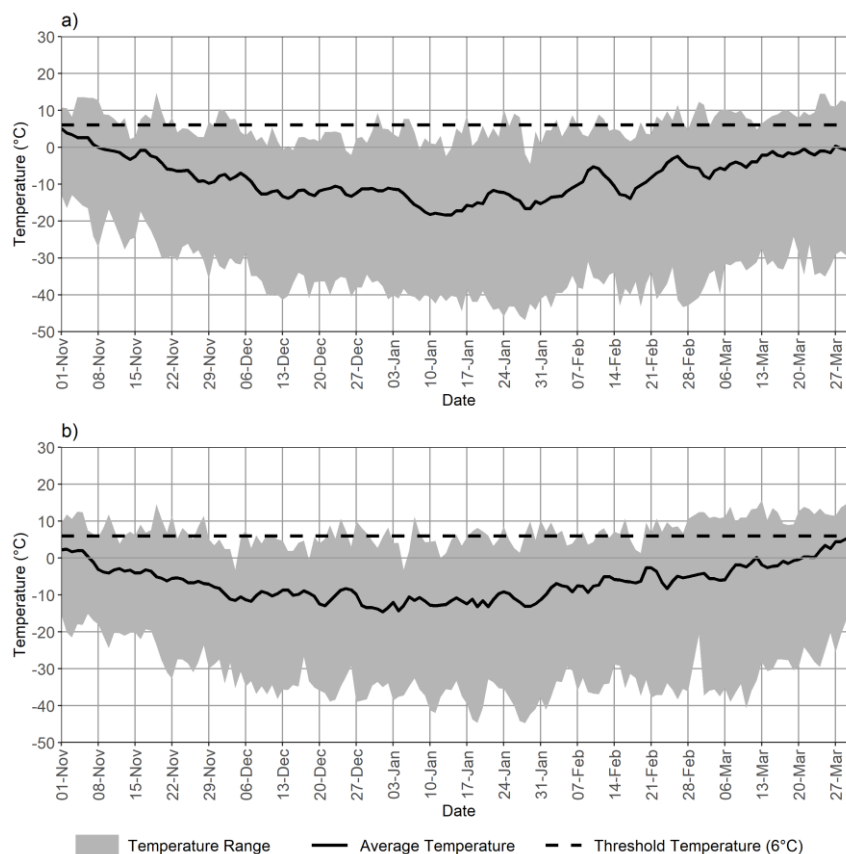 a)
30
20
10
0
-10
-20
-30
-40
-50
Temperature (°C)
01-Nov
08-Nov
15-Nov
22-Nov
29-Nov
06-Dec
13-Dec
20-Dec
27-Dec
03-Jan
10-Jan
17-Jan
24-Jan
31-Jan
07-Feb
14-Feb
21-Feb
28-Feb
06-Mar
13-Mar
20-Mar
27-Mar
Date
b)
30
20
10
0
-10
-20
-30
-40
-50
Temperature (°C)
01-Nov
08-Nov
15-Nov
22-Nov
29-Nov
06-Dec
13-Dec
20-Dec
27-Dec
03-Jan
10-Jan
17-Jan
24-Jan
31-Jan
07-Feb
14-Feb
21-Feb
28-Feb
06-Mar
13-Mar
20-Mar
27-Mar
Date
Temperature Range Average Temperature Threshold Temperature (6°C)